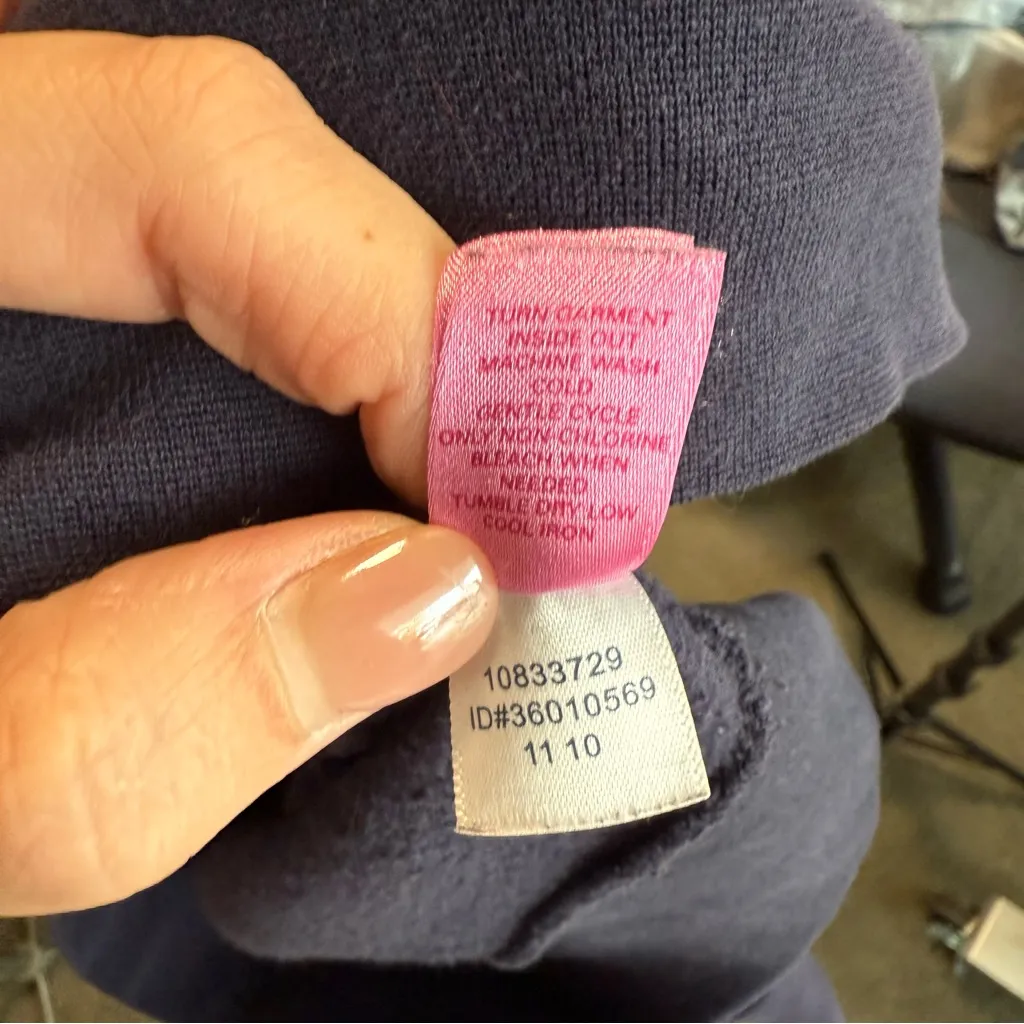 TURN GARMENT
INSIDE OUT
MACHINE WASH
COLD
GENTLE CYCLE
ONLY NON-CHLORINE
BLEACH WHEN
NEEDED
TUMBLE DRY LOW
COOL IRON
10833729
ID#36010569
11 10